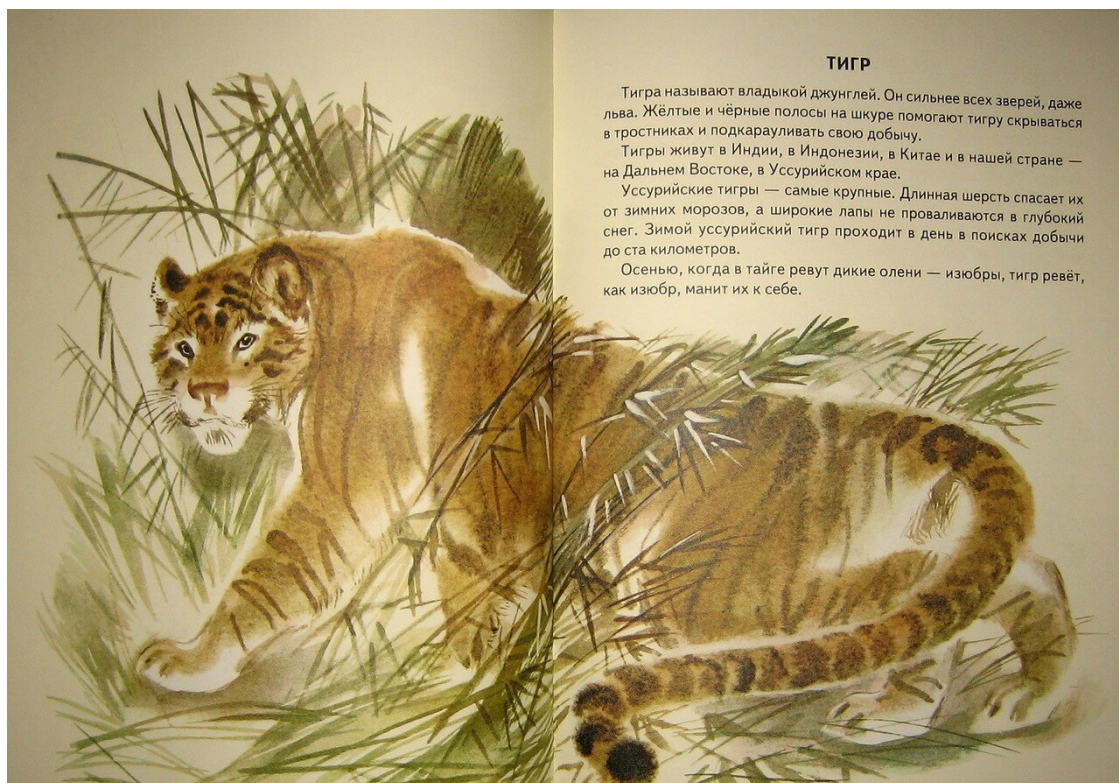 ТИГР
Тигра называют владыкой джунглей. Он сильнее всех зверей, даже
льва. Жёлтые и чёрные полосы на шкуре помогают тигру скрываться
в тростниках и подкарауливать свою добычу.
Тигры живут в Индии, в Индонезии, в Китае и в нашей стране —
на Дальнем Востоке, в Уссурийском крае.
Уссурийские тигры — самые крупные. Длинная шерсть спасает их
от зимних морозов, а широкие лапы не проваливаются в глубокий
снег. Зимой уссурийский тигр проходит в день в поисках добычи
до ста километров.
Осенью, когда в тайге ревут дикие олени — изюбры, тигр ревёт,
как изюбр, манит их к себе.